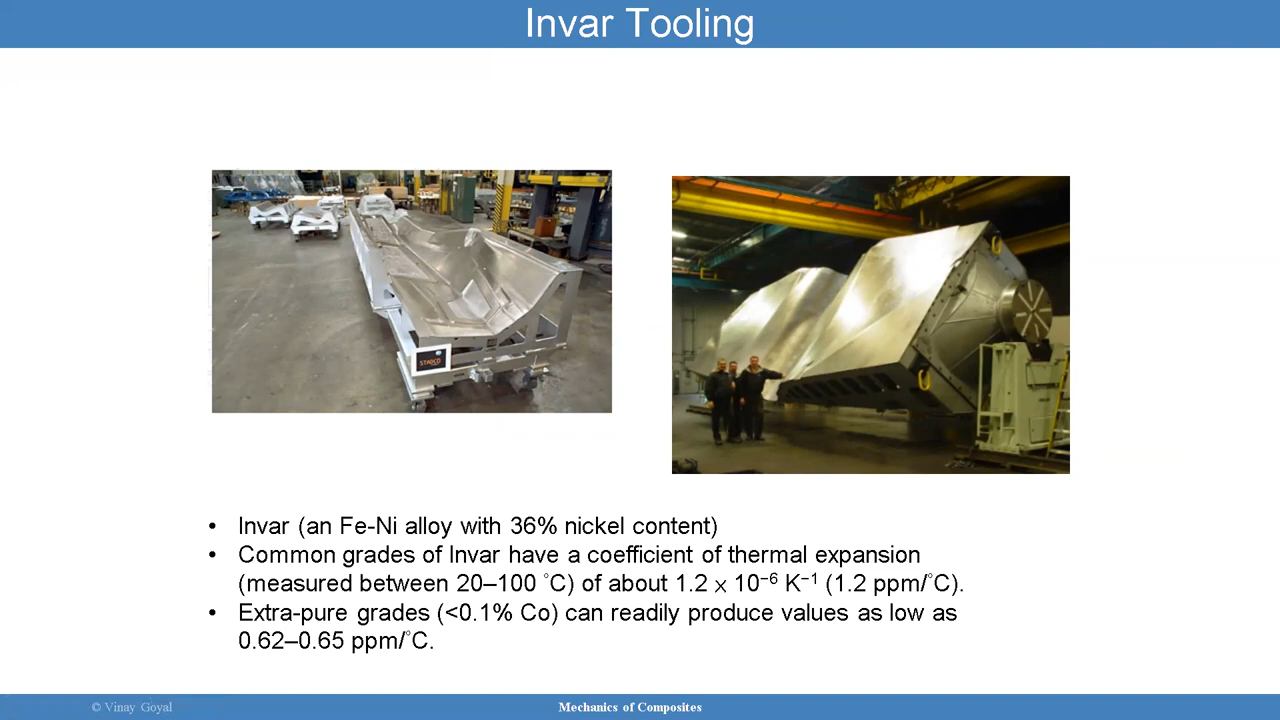 Invar Tooling
STADCO
• Invar (an Fe-Ni alloy with 36% nickel content)
• Common grades of Invar have a coefficient of thermal expansion
(measured between 20–100 °C) of about 1.2 x 10⁻⁶ K⁻¹ (1.2 ppm/°C).
• Extra-pure grades (<0.1% Co) can readily produce values as low as
0.62–0.65 ppm/°C.
© Vinay Goyal
Mechanics of Composites